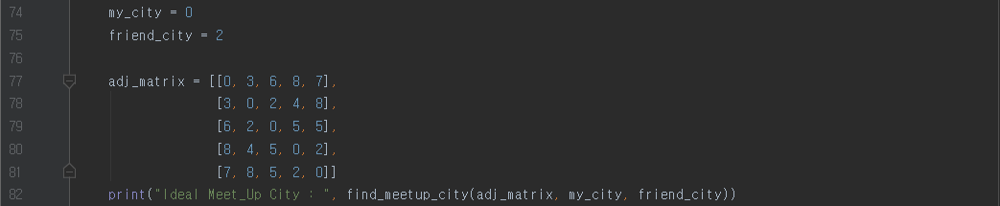 74 my_city = 0
75 friend_city = 2
76
77 adj_matrix = [[0, 3, 6, 8, 7],
78 [3, 0, 2, 4, 8],
79 [6, 2, 0, 5, 5],
80 [8, 4, 5, 0, 2],
81 [7, 8, 5, 2, 0]]
82 print("Ideal Meet_Up City : ", find_meetup_city(adj_matrix, my_city, friend_city))